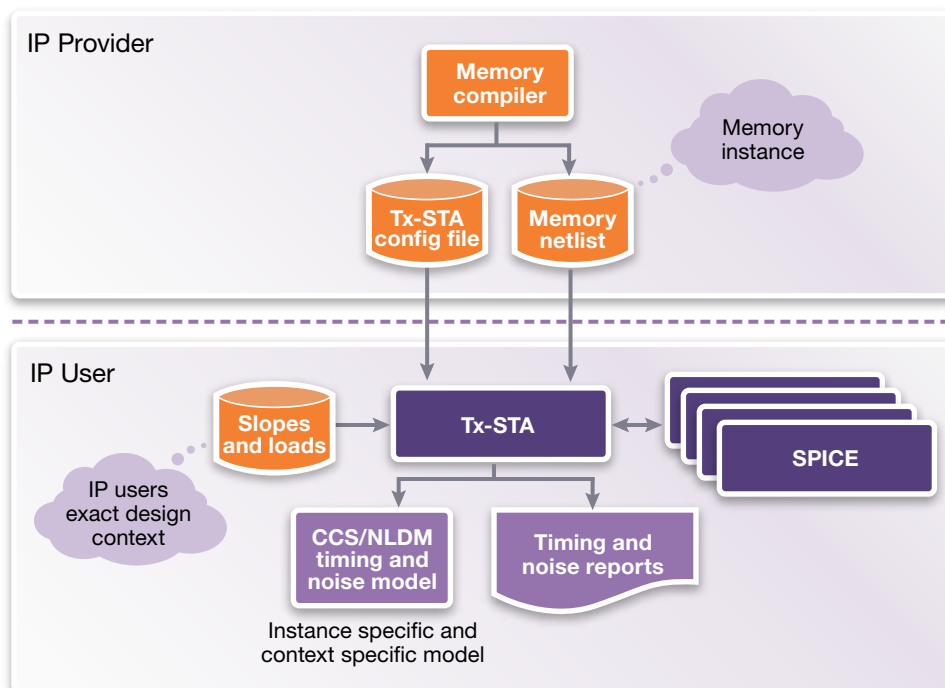 IP Provider
Memory
compiler
Memory
instance
Tx-STA
config file
Memory
netlist
IP User
Slopes
and loads
Tx-STA
SPICE
IP users
exact design
context
CCS/NLDM
timing and
noise model
Timing and
noise reports
Instance specific and
context specific model